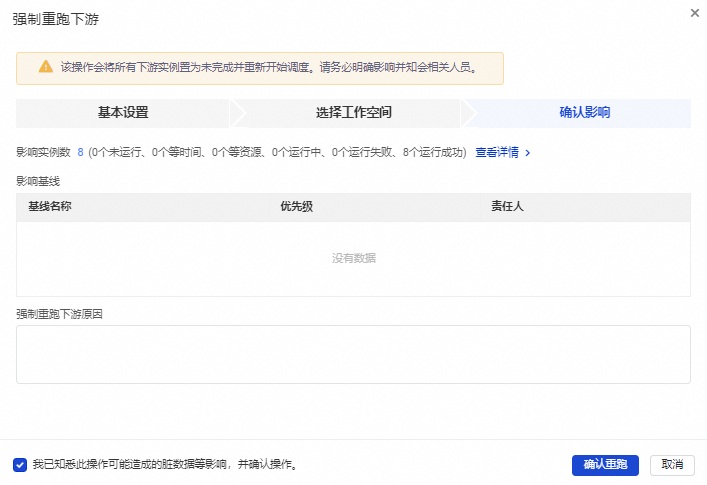 强制重跑下游
该操作会将所有下游实例置为未完成并重新开始调度。请务必明确影响并知会相关人员。
基本设置 选择工作空间 确认影响
影响实例数 8 (0个未运行、0个等时间、0个等资源、0个运行中、0个运行失败、8个运行成功) 查看详情
影响基线
基线名称 优先级 责任人
没有数据
强制重跑下游原因
我已知悉此操作可能造成的脏数据等影响，并确认操作。
确认重跑 取消